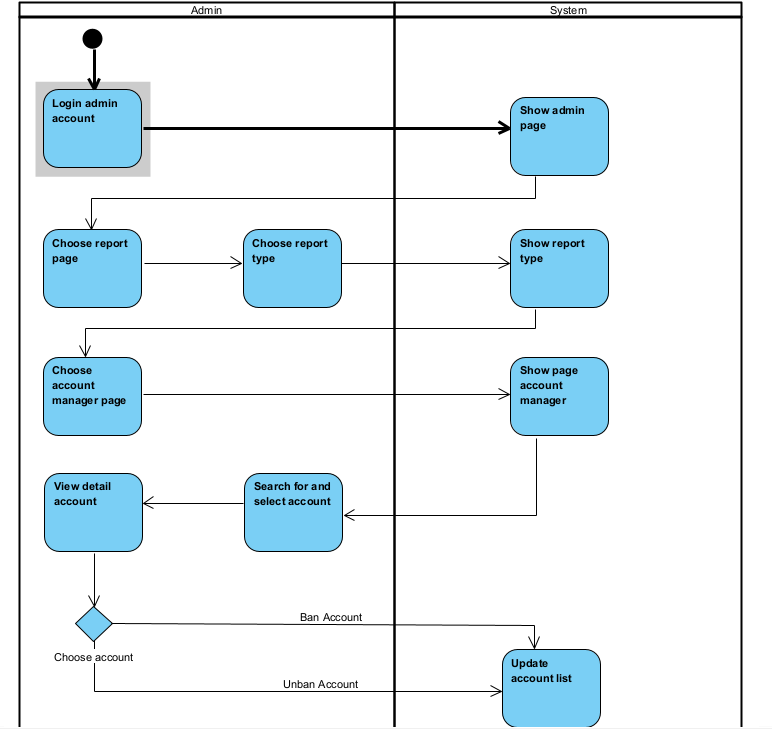 Admin
System
Login admin
account
Show admin
page
Choose report
page
Choose report
type
Show report
type
Choose
account
manager page
Show page
account
manager
View detail
account
Search for and
select account
Ban Account
Choose account
Update
account list
Unban Account